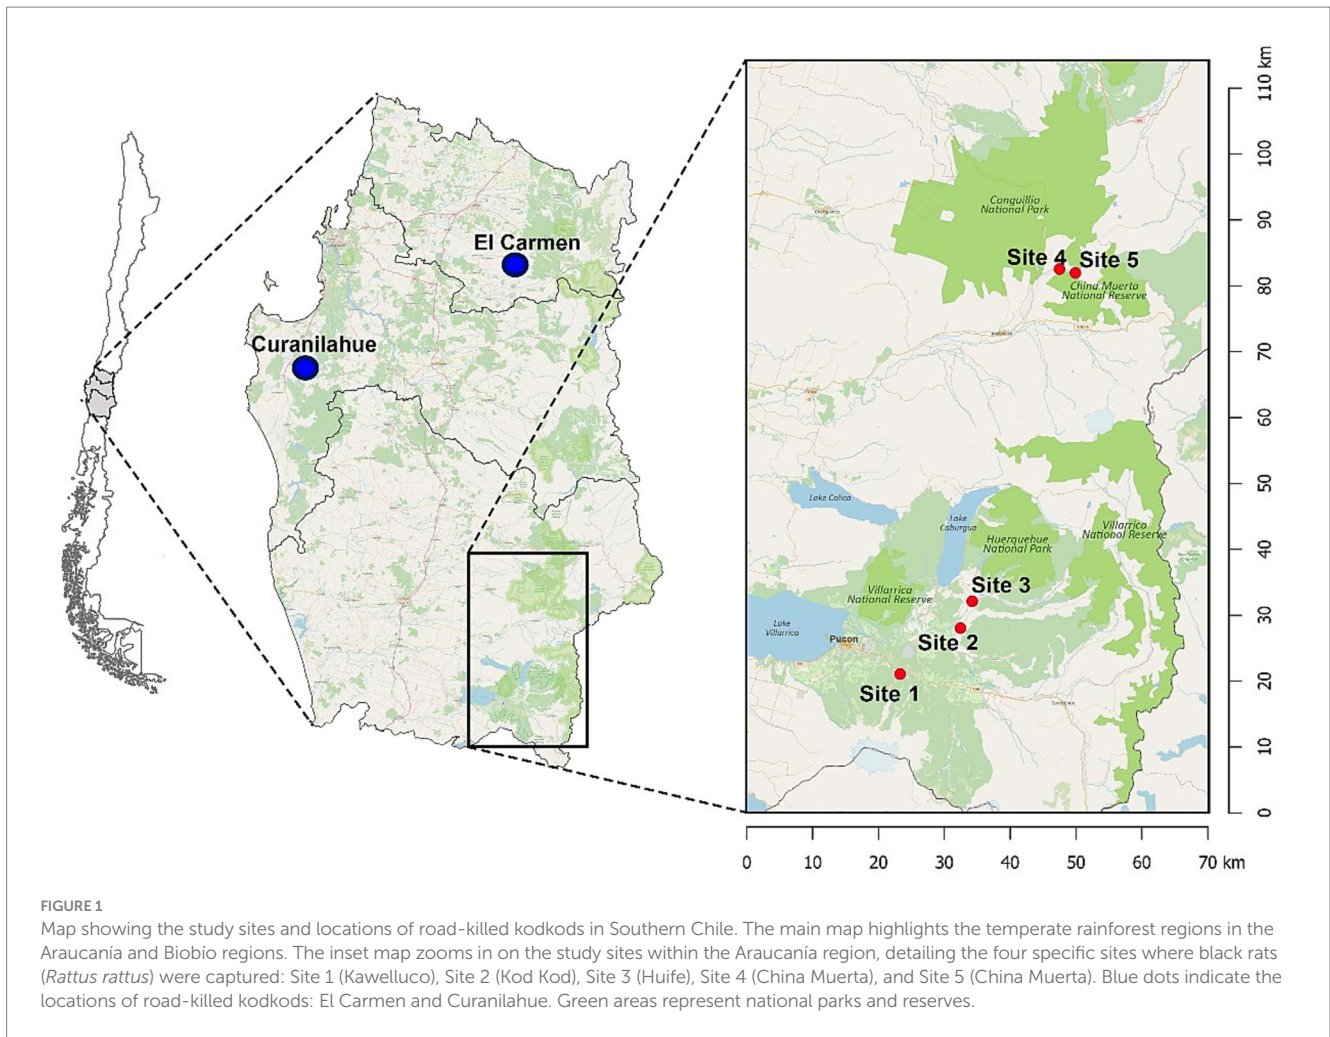 El Carmen
Curanilahue
Conguillio
National Park
Site 4
Site 5
China Muerta
National Reserve
Lake Colico
Lake
Caburgua
Huerquehue
National Park
Villarrica
National Reserve
Villarrica
National Reserve
Site 3
Lake
Villarrica
Pucon
Site 2
Site 1
110 km
100
90
80
70
60
50
40
30
20
10
0
0 10 20 30 40 50 60 70 km
FIGURE 1
Map showing the study sites and locations of road-killed kodkods in Southern Chile. The main map highlights the temperate rainforest regions in the
Araucanía and Biobío regions. The inset map zooms in on the study sites within the Araucanía region, detailing the four specific sites where black rats
(Rattus rattus) were captured: Site 1 (Kawelluco), Site 2 (Kod Kod), Site 3 (Huife), Site 4 (China Muerta), and Site 5 (China Muerta). Blue dots indicate the
locations of road-killed kodkods: El Carmen and Curanilahue. Green areas represent national parks and reserves.